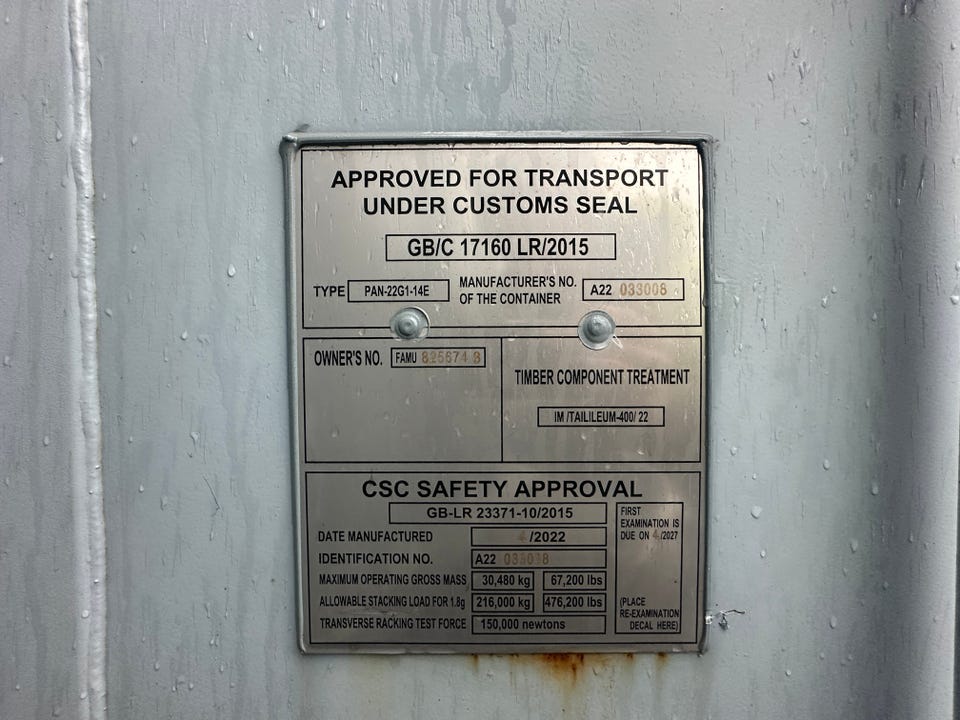 APPROVED FOR TRANSPORT
UNDER CUSTOMS SEAL
GB/C 17160 LR/2015
TYPE PAN-22G1-14E
MANUFACTURER'S NO.
OF THE CONTAINER
A22 033008
OWNER'S NO. FAMU 825674 3
TIMBER COMPONENT TREATMENT
IM /TAILILEUM-400/ 22
CSC SAFETY APPROVAL
GB-LR 23371-10/2015
DATE MANUFACTURED 4 /2022
IDENTIFICATION NO. A22 033008
MAXIMUM OPERATING GROSS MASS 30,480 kg 67,200 lbs
ALLOWABLE STACKING LOAD FOR 1.8g 216,000 kg 476,200 lbs
TRANSVERSE RACKING TEST FORCE 150,000 newtons
FIRST
EXAMINATION IS
DUE ON 4 /2027
(PLACE
RE-EXAMINATION
DECAL HERE)